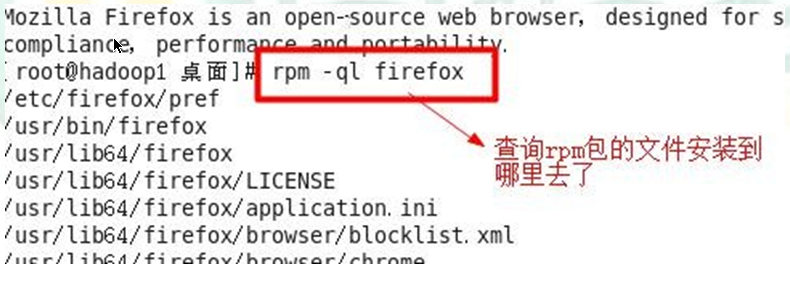 Mozilla Firefox is an open-source web browser, designed for s
compliance, performance and portability.
[root@hadoop1 桌面]# rpm -ql firefox
/etc/firefox/pref
/usr/bin/firefox
/usr/lib64/firefox
查询rpm包的文件安装到
哪里去了
/usr/lib64/firefox/LICENSE
/usr/lib64/firefox/application.ini
/usr/lib64/firefox/browser/blocklist.xml
/usr/lib64/firefox/browser/chrome